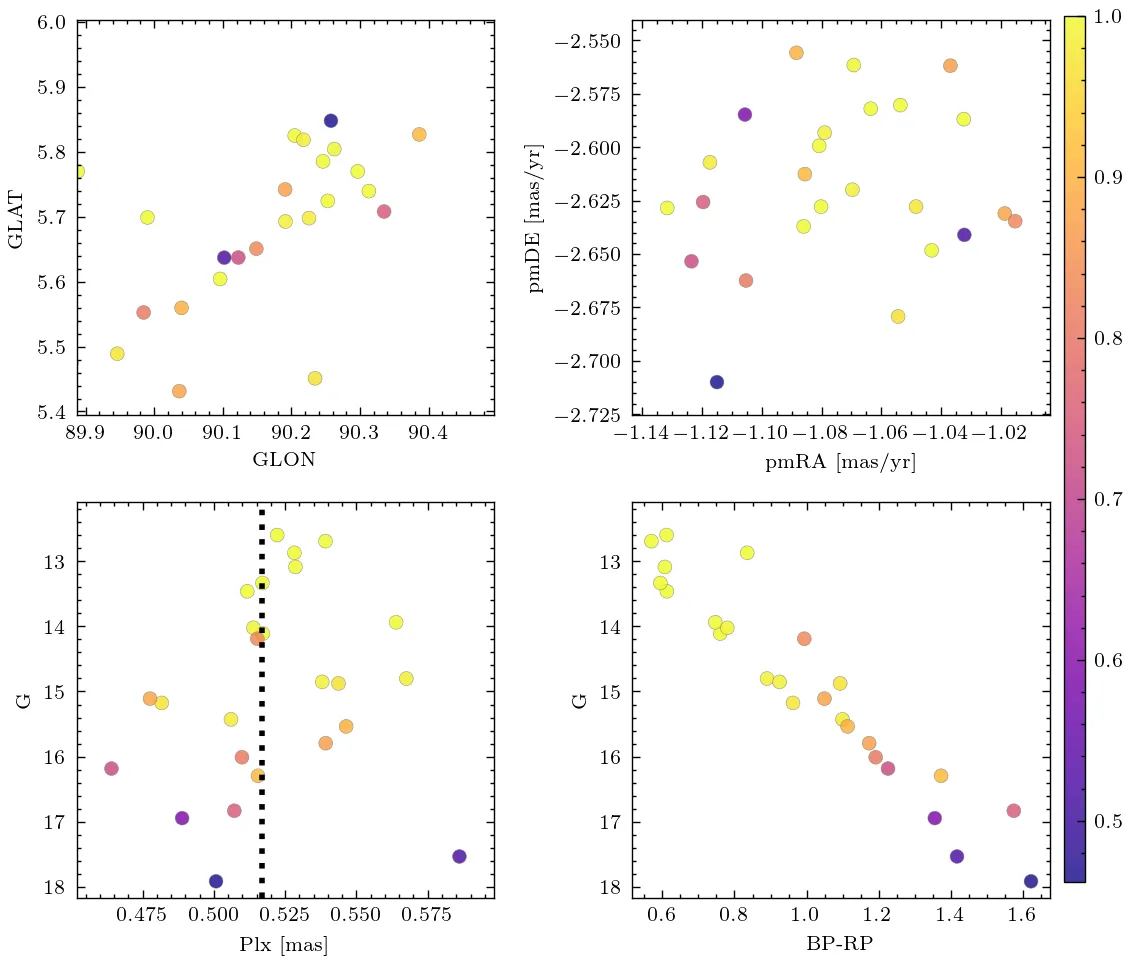 6.0
5.9
5.8
5.7
5.6
5.5
5.4
GLAT
89.9 90.0 90.1 90.2 90.3 90.4
GLON
−2.550
−2.575
−2.600
−2.625
−2.650
−2.675
−2.700
−2.725
pmDE [mas/yr]
−1.14 −1.12 −1.10 −1.08 −1.06 −1.04 −1.02
pmRA [mas/yr]
1.0
0.9
0.8
0.7
0.6
0.5
13
14
15
16
17
18
G
0.475 0.500 0.525 0.550 0.575
Plx [mas]
13
14
15
16
17
18
G
0.6 0.8 1.0 1.2 1.4 1.6
BP-RP